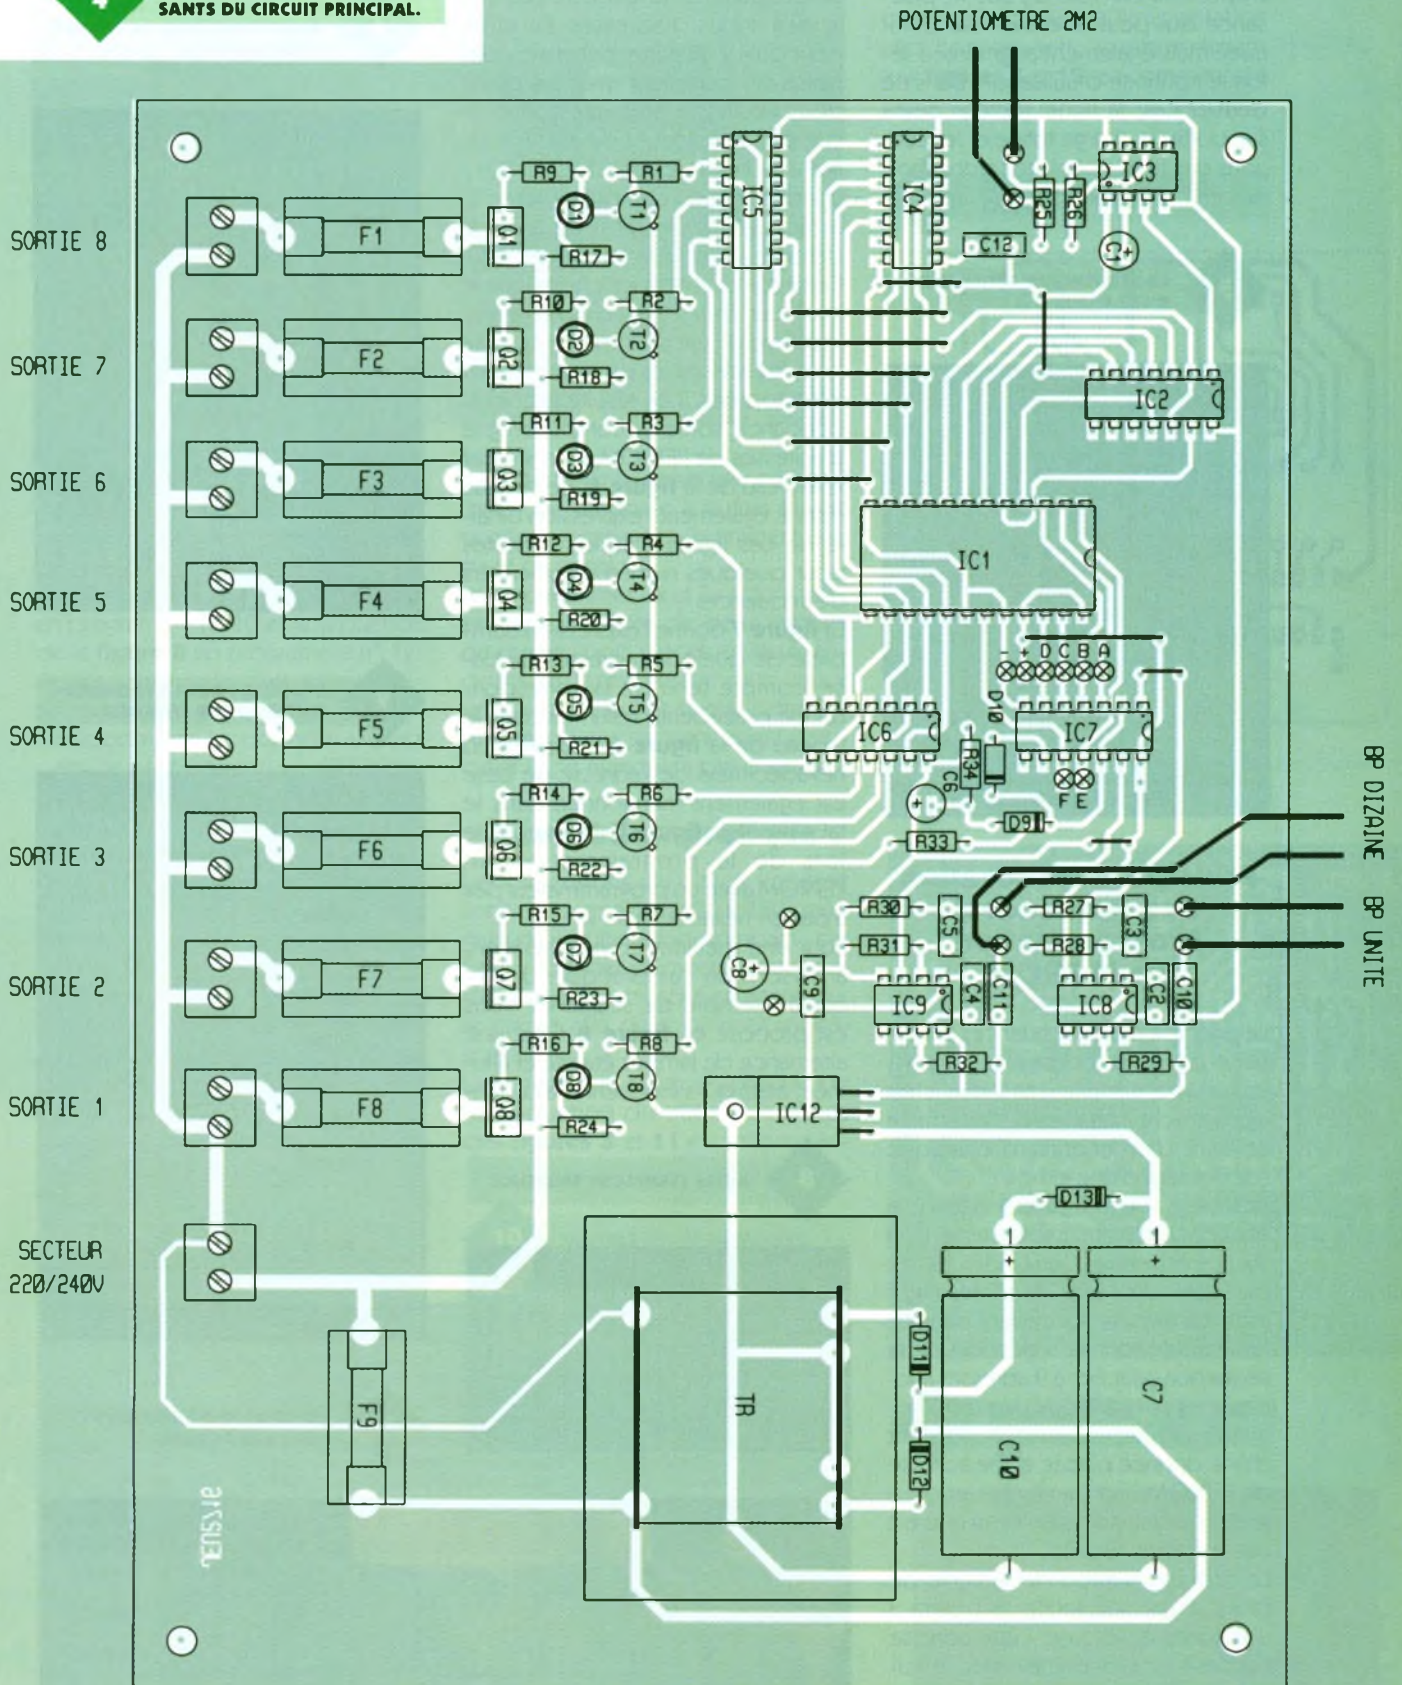 4
SANTS DU CIRCUIT PRINCIPAL.
POTENTIOMETRE 2M2
R9 R1 IC5 IC4 R25 R26 IC3
D1 T1
SORTIE 8 F1 Q1 C12 C1
R17
R10 R2
D2 T2
SORTIE 7 F2 Q2
R18 IC2
R11 R3
D3 T3
SORTIE 6 F3 Q3
R19
R12 R4 IC1
D4 T4
SORTIE 5 F4 Q4
R20
- + D C B A
R13 R5
D5 T5 D10
SORTIE 4 F5 Q5 IC6 IC7
R21 R34
C6
R14 R6 F E
D6 T6 D9
SORTIE 3 F6 Q6 R33
R22
BP DIZAINE
R15 R7 R30 C5 R27 C3
BP UNITE
D7 T7 R31 R28
SORTIE 2 F7 Q7 C8 C9 IC9 C4 C11 IC8 C2 C10
R23
R16 R8 R32 R29
D8 T8
SORTIE 1 F8 Q8 IC12
R24
D13
SECTEUR
220/240V
+ +
D11
F9 TR C7
C10
D12
JEUS716